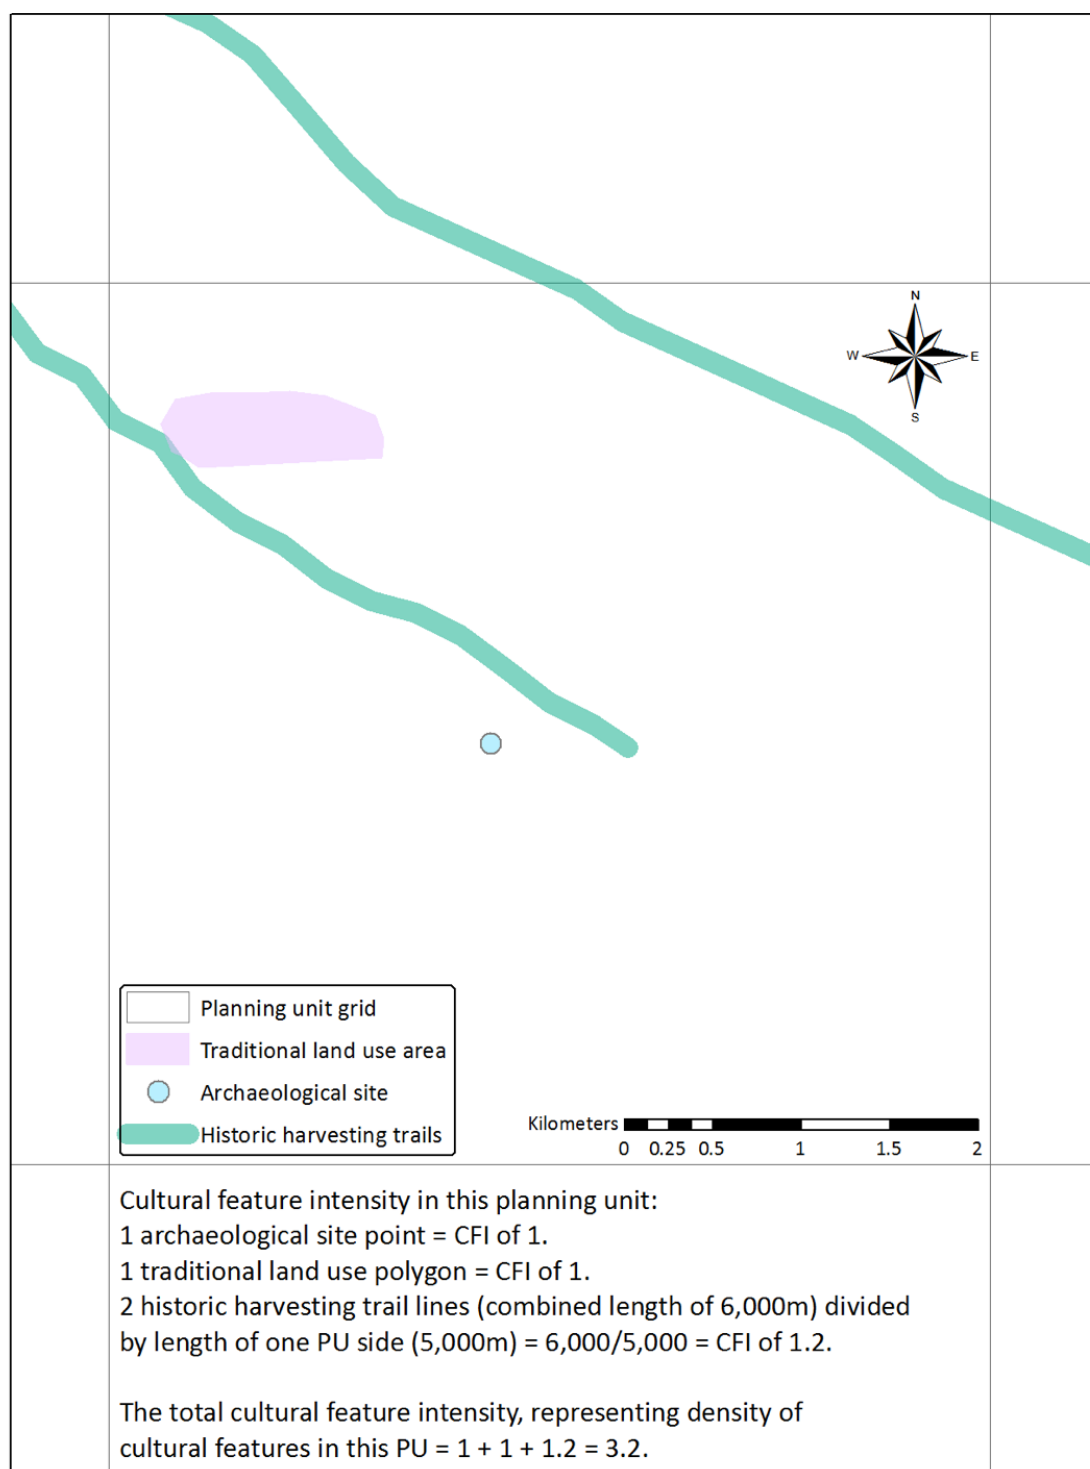 N
W E
S
Planning unit grid
Traditional land use area
Archaeological site
Historic harvesting trails
Kilometers
0 0.25 0.5 1 1.5 2
Cultural feature intensity in this planning unit:
1 archaeological site point = CFI of 1.
1 traditional land use polygon = CFI of 1.
2 historic harvesting trail lines (combined length of 6,000m) divided
by length of one PU side (5,000m) = 6,000/5,000 = CFI of 1.2.
The total cultural feature intensity, representing density of
cultural features in this PU = 1 + 1 + 1.2 = 3.2.